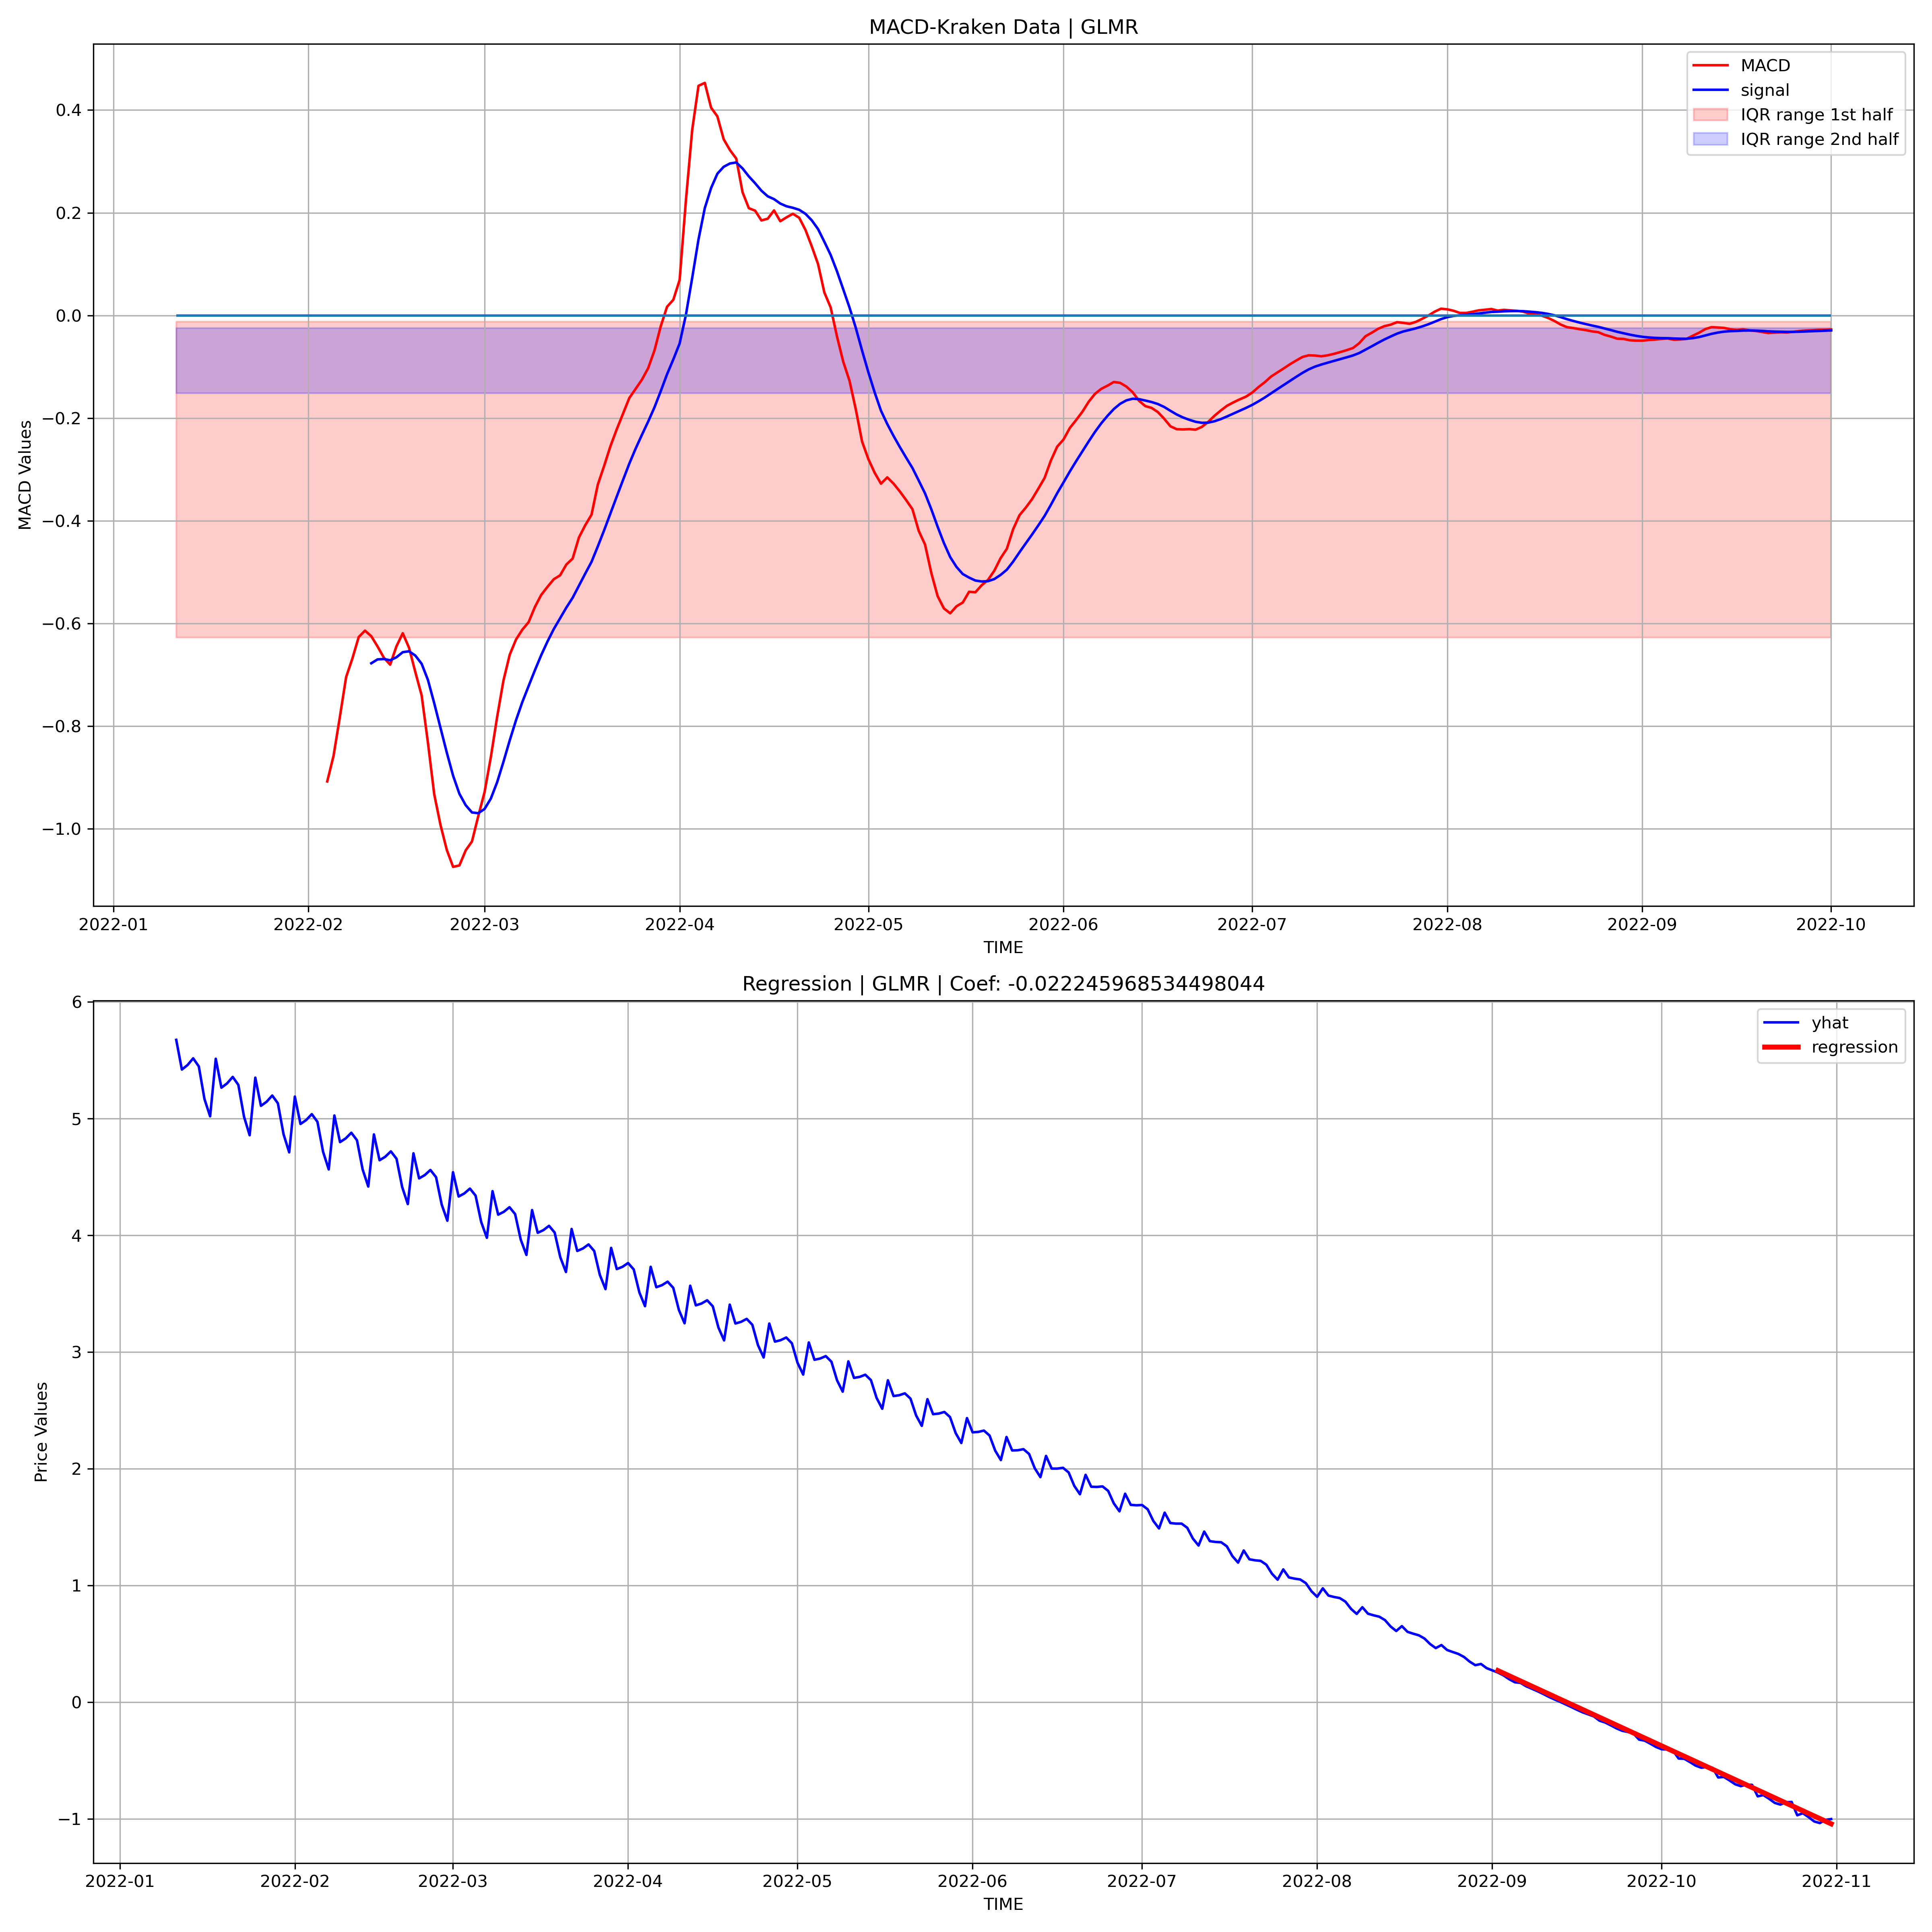 MACD-Kraken Data | GLMR
MACD
signal
IQR range 1st half
IQR range 2nd half
0.4
0.2
0.0
−0.2
−0.4
−0.6
−0.8
−1.0
MACD Values
2022-01 2022-02 2022-03 2022-04 2022-05 2022-06 2022-07 2022-08 2022-09 2022-10
TIME
Regression | GLMR | Coef: -0.022245968534498044
yhat
regression
6
5
4
3
2
1
0
−1
Price Values
2022-01 2022-02 2022-03 2022-04 2022-05 2022-06 2022-07 2022-08 2022-09 2022-10 2022-11
TIME